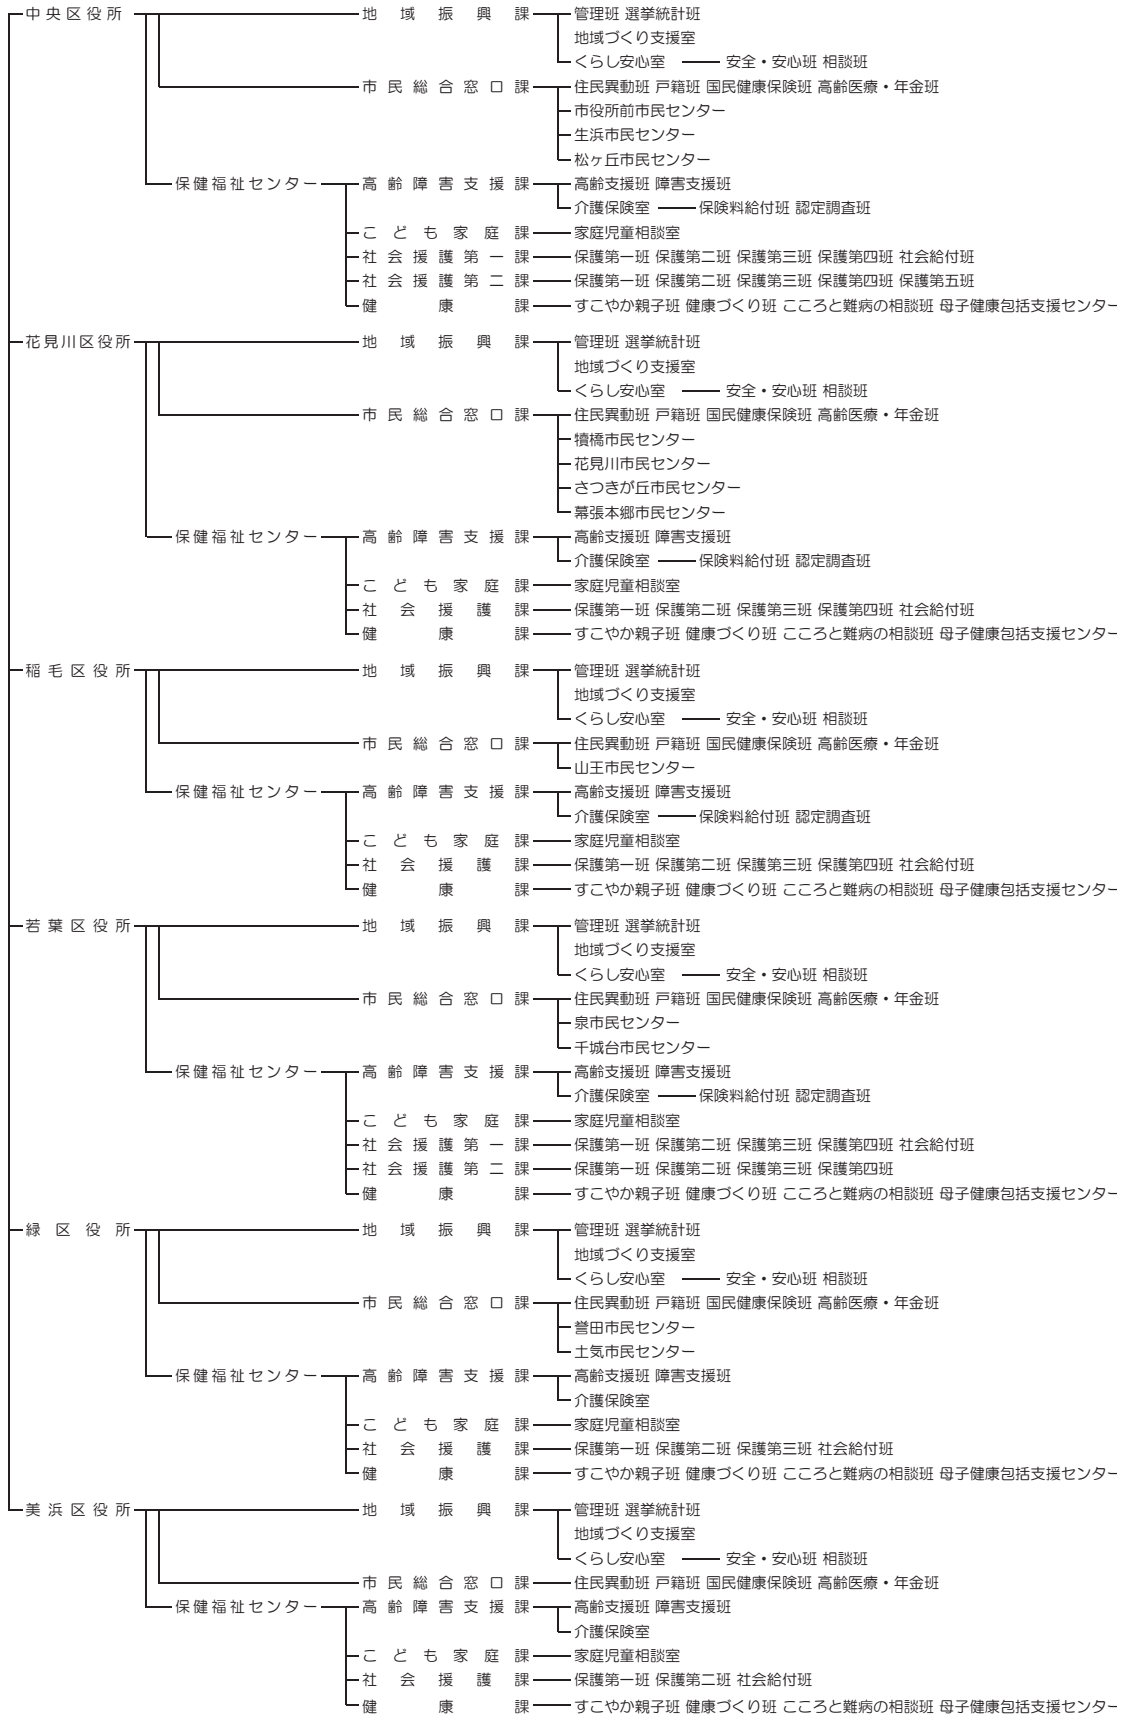 中央区役所 地域振興課 管理班 選挙統計班
地域づくり支援室
くらし安心室 安全・安心班 相談班
市民総合窓口課 住民異動班 戸籍班 国民健康保険班 高齢医療・年金班
市役所前市民センター
生浜市民センター
松ヶ丘市民センター
保健福祉センター 高齢障害支援課 高齢支援班 障害支援班
介護保険室 保険料給付班 認定調査班
こども家庭課 家庭児童相談室
社会援護第一課 保護第一班 保護第二班 保護第三班 保護第四班 社会給付班
社会援護第二課 保護第一班 保護第二班 保護第三班 保護第四班 保護第五班
健康課 すこやか親子班 健康づくり班 こころと難病の相談班 母子健康包括支援センター
花見川区役所 地域振興課 管理班 選挙統計班
地域づくり支援室
くらし安心室 安全・安心班 相談班
市民総合窓口課 住民異動班 戸籍班 国民健康保険班 高齢医療・年金班
犢橋市民センター
花見川市民センター
さつきが丘市民センター
幕張本郷市民センター
保健福祉センター 高齢障害支援課 高齢支援班 障害支援班
介護保険室 保険料給付班 認定調査班
こども家庭課 家庭児童相談室
社会援護課 保護第一班 保護第二班 保護第三班 保護第四班 社会給付班
健康課 すこやか親子班 健康づくり班 こころと難病の相談班 母子健康包括支援センター
稲毛区役所 地域振興課 管理班 選挙統計班
地域づくり支援室
くらし安心室 安全・安心班 相談班
市民総合窓口課 住民異動班 戸籍班 国民健康保険班 高齢医療・年金班
山王市民センター
保健福祉センター 高齢障害支援課 高齢支援班 障害支援班
介護保険室 保険料給付班 認定調査班
こども家庭課 家庭児童相談室
社会援護課 保護第一班 保護第二班 保護第三班 保護第四班 社会給付班
健康課 すこやか親子班 健康づくり班 こころと難病の相談班 母子健康包括支援センター
若葉区役所 地域振興課 管理班 選挙統計班
地域づくり支援室
くらし安心室 安全・安心班 相談班
市民総合窓口課 住民異動班 戸籍班 国民健康保険班 高齢医療・年金班
泉市民センター
千城台市民センター
保健福祉センター 高齢障害支援課 高齢支援班 障害支援班
介護保険室 保険料給付班 認定調査班
こども家庭課 家庭児童相談室
社会援護第一課 保護第一班 保護第二班 保護第三班 保護第四班 社会給付班
社会援護第二課 保護第一班 保護第二班 保護第三班 保護第四班
健康課 すこやか親子班 健康づくり班 こころと難病の相談班 母子健康包括支援センター
緑区役所 地域振興課 管理班 選挙統計班
地域づくり支援室
くらし安心室 安全・安心班 相談班
市民総合窓口課 住民異動班 戸籍班 国民健康保険班 高齢医療・年金班
誉田市民センター
土気市民センター
保健福祉センター 高齢障害支援課 高齢支援班 障害支援班
介護保険室
こども家庭課 家庭児童相談室
社会援護課 保護第一班 保護第二班 保護第三班 社会給付班
健康課 すこやか親子班 健康づくり班 こころと難病の相談班 母子健康包括支援センター
美浜区役所 地域振興課 管理班 選挙統計班
地域づくり支援室
くらし安心室 安全・安心班 相談班
市民総合窓口課 住民異動班 戸籍班 国民健康保険班 高齢医療・年金班
保健福祉センター 高齢障害支援課 高齢支援班 障害支援班
介護保険室
こども家庭課 家庭児童相談室
社会援護課 保護第一班 保護第二班 社会給付班
健康課 すこやか親子班 健康づくり班 こころと難病の相談班 母子健康包括支援センター